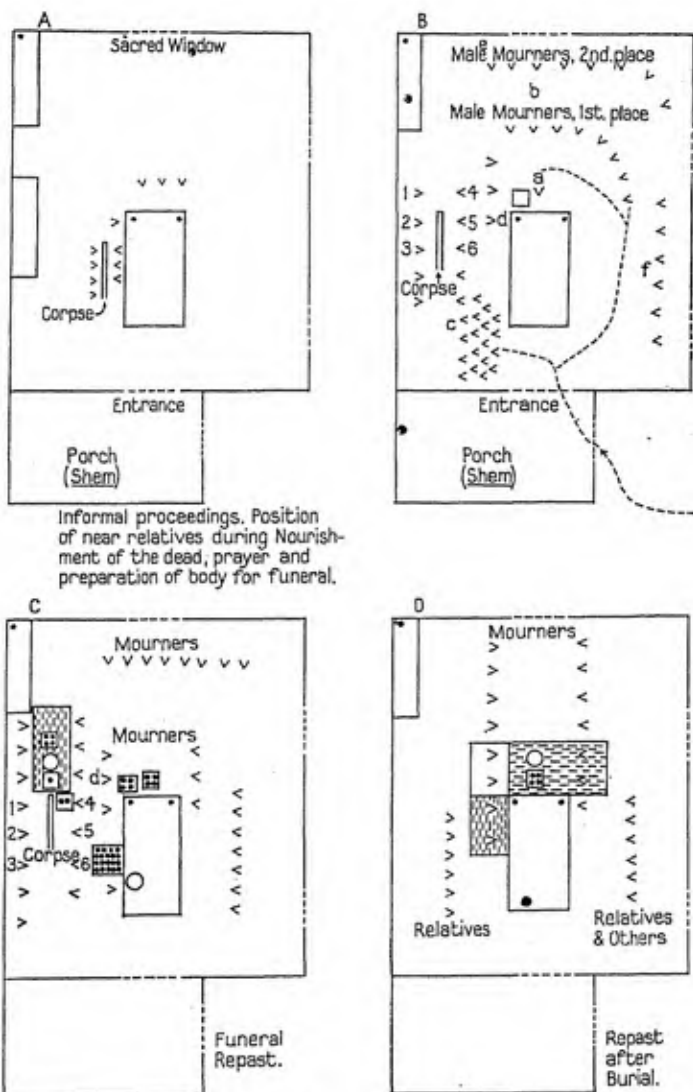 A
Sacred Window
Corpse
Entrance
Porch
(Shem)
Informal proceedings. Position
of near relatives during Nourish-
ment of the dead, prayer and
preparation of body for funeral.
B
Male Mourners, 2nd. place
b
Male Mourners, 1st. place
a
1
4
2
5
d
3
6
Corpse
f
c
Entrance
Porch
(Shem)
C
Mourners
Mourners
d
1
4
2
5
3
Corpse
6
Funeral
Repast.
D
Mourners
Relatives
Relatives
& Others
Repast
after
Burial.